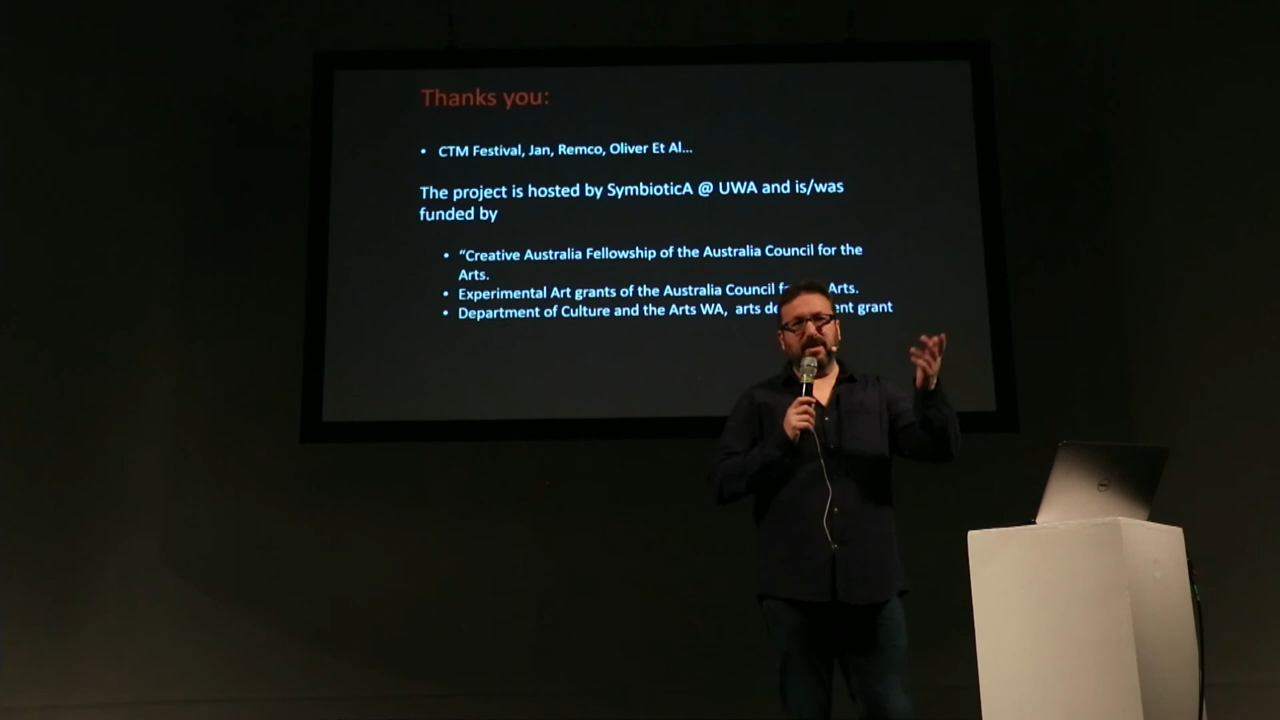 Thanks you:
• CTM Festival, Jan, Remco, Oliver Et Al...
The project is hosted by SymbioticA @ UWA and is/was
funded by
• “Creative Australia Fellowship of the Australia Council for the
Arts.
• Experimental Art grants of the Australia Council Arts.
• Department of Culture and the Arts WA, arts grant
DELL